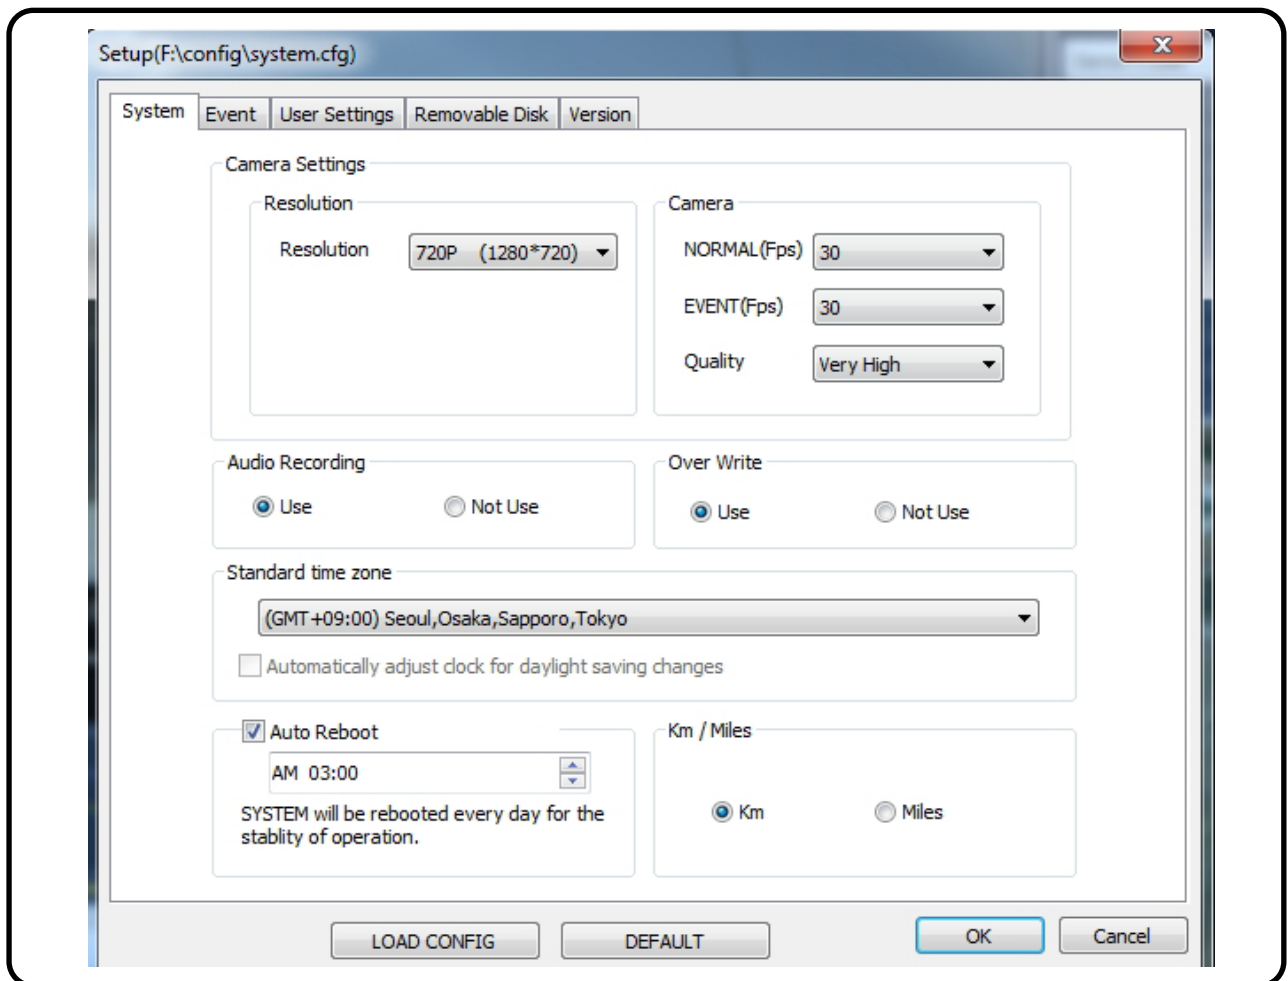 Setup(F:\config\system.cfg)
X
System Event User Settings Removable Disk Version
Camera Settings
Resolution
Resolution 720P (1280*720)
Camera
NORMAL(Fps) 30
EVENT(Fps) 30
Quality Very High
Audio Recording
Use Not Use
Over Write
Use Not Use
Standard time zone
(GMT+09:00) Seoul,Osaka,Sapporo,Tokyo
Automatically adjust clock for daylight saving changes
Auto Reboot
AM 03:00
SYSTEM will be rebooted every day for the
stablity of operation.
Km / Miles
Km Miles
LOAD CONFIG DEFAULT OK Cancel